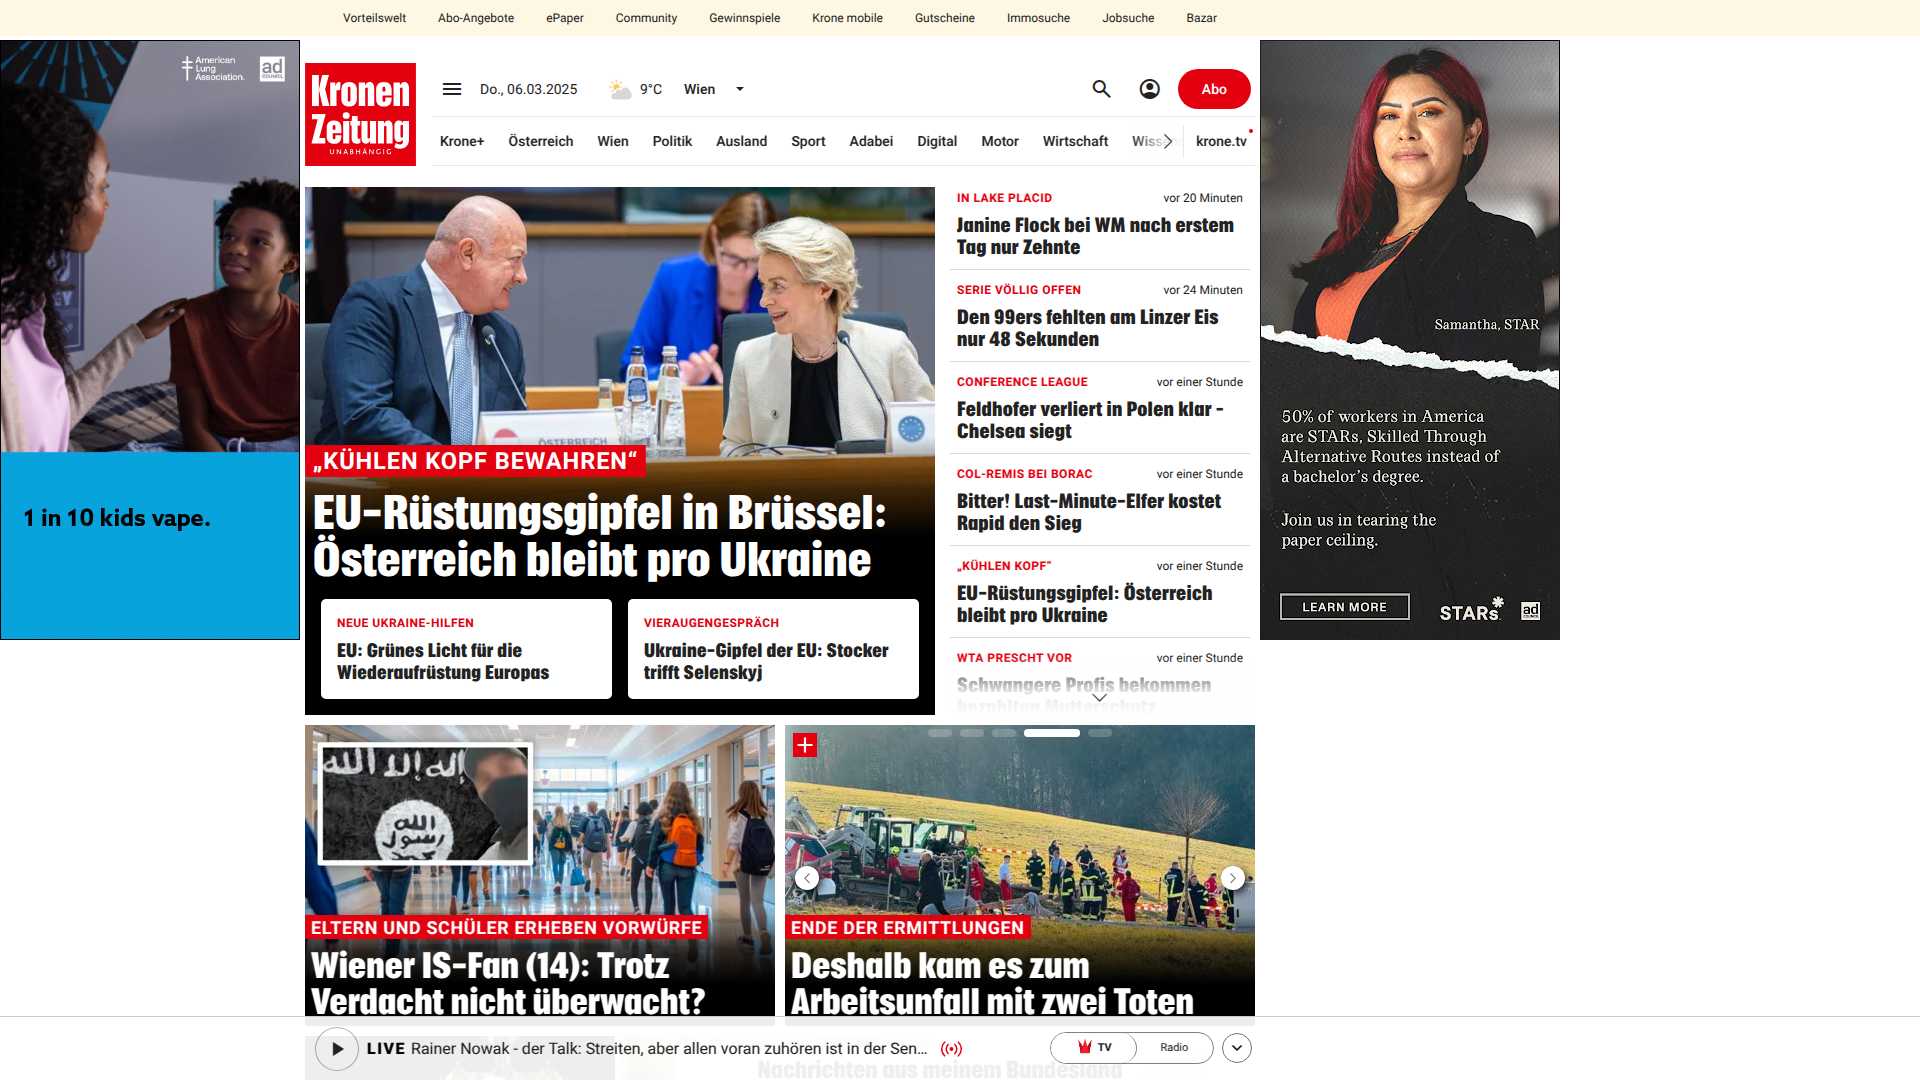 Vorteilswelt
Abo-Angebote
ePaper
Community
Gewinnspiele
Krone mobile
Gutscheine
Immosuche
Jobsuche
Bazar
American
Lung
Association.
ad
COUNCIL
1 in 10 kids vape.
Kronen
Zeitung
UNABHÄNGIG
Do., 06.03.2025
9°C
Wien
Abo
Krone+
Österreich
Wien
Politik
Ausland
Sport
Adabei
Digital
Motor
Wirtschaft
krone.tv
ÖSTERREICH
„KÜHLEN KOPF BEWAHREN“
EU-Rüstungsgipfel in Brüssel:
Österreich bleibt pro Ukraine
NEUE UKRAINE-HILFEN
EU: Grünes Licht für die
Wiederaufrüstung Europas
VIERAUGENGESPRÄCH
Ukraine-Gipfel der EU: Stocker
trifft Selenskyj
IN LAKE PLACID
vor 20 Minuten
Janine Flock bei WM nach erstem
Tag nur Zehnte
SERIE VÖLLIG OFFEN
vor 24 Minuten
Den 99ers fehlten am Linzer Eis
nur 48 Sekunden
CONFERENCE LEAGUE
vor einer Stunde
Feldhofer verliert in Polen klar -
Chelsea siegt
COL-REMIS BEI BORAC
vor einer Stunde
Bitter! Last-Minute-Elfer kostet
Rapid den Sieg
„KÜHLEN KOPF“
vor einer Stunde
EU-Rüstungsgipfel: Österreich
bleibt pro Ukraine
WTA PRESCHT VOR
vor einer Stunde
Schwangere Profis bekommen
bezahlten Mutterschutz
Samantha, STAR
50% of workers in America
are STARs, Skilled Through
Alternative Routes instead of
a bachelor's degree.
Join us in tearing the
paper ceiling.
LEARN MORE
STARs
ad
COUNCIL
ELTERN UND SCHÜLER ERHEBEN VORWÜRFE
Wiener IS-Fan (14): Trotz
Verdacht nicht überwacht?
ENDE DER ERMITTLUNGEN
Deshalb kam es zum
Arbeitsunfall mit zwei Toten
LIVE Rainer Nowak - der Talk: Streiten, aber allen voran zuhören ist in der Sen...
TV
Radio
Nachrichten aus meinem Bundesland